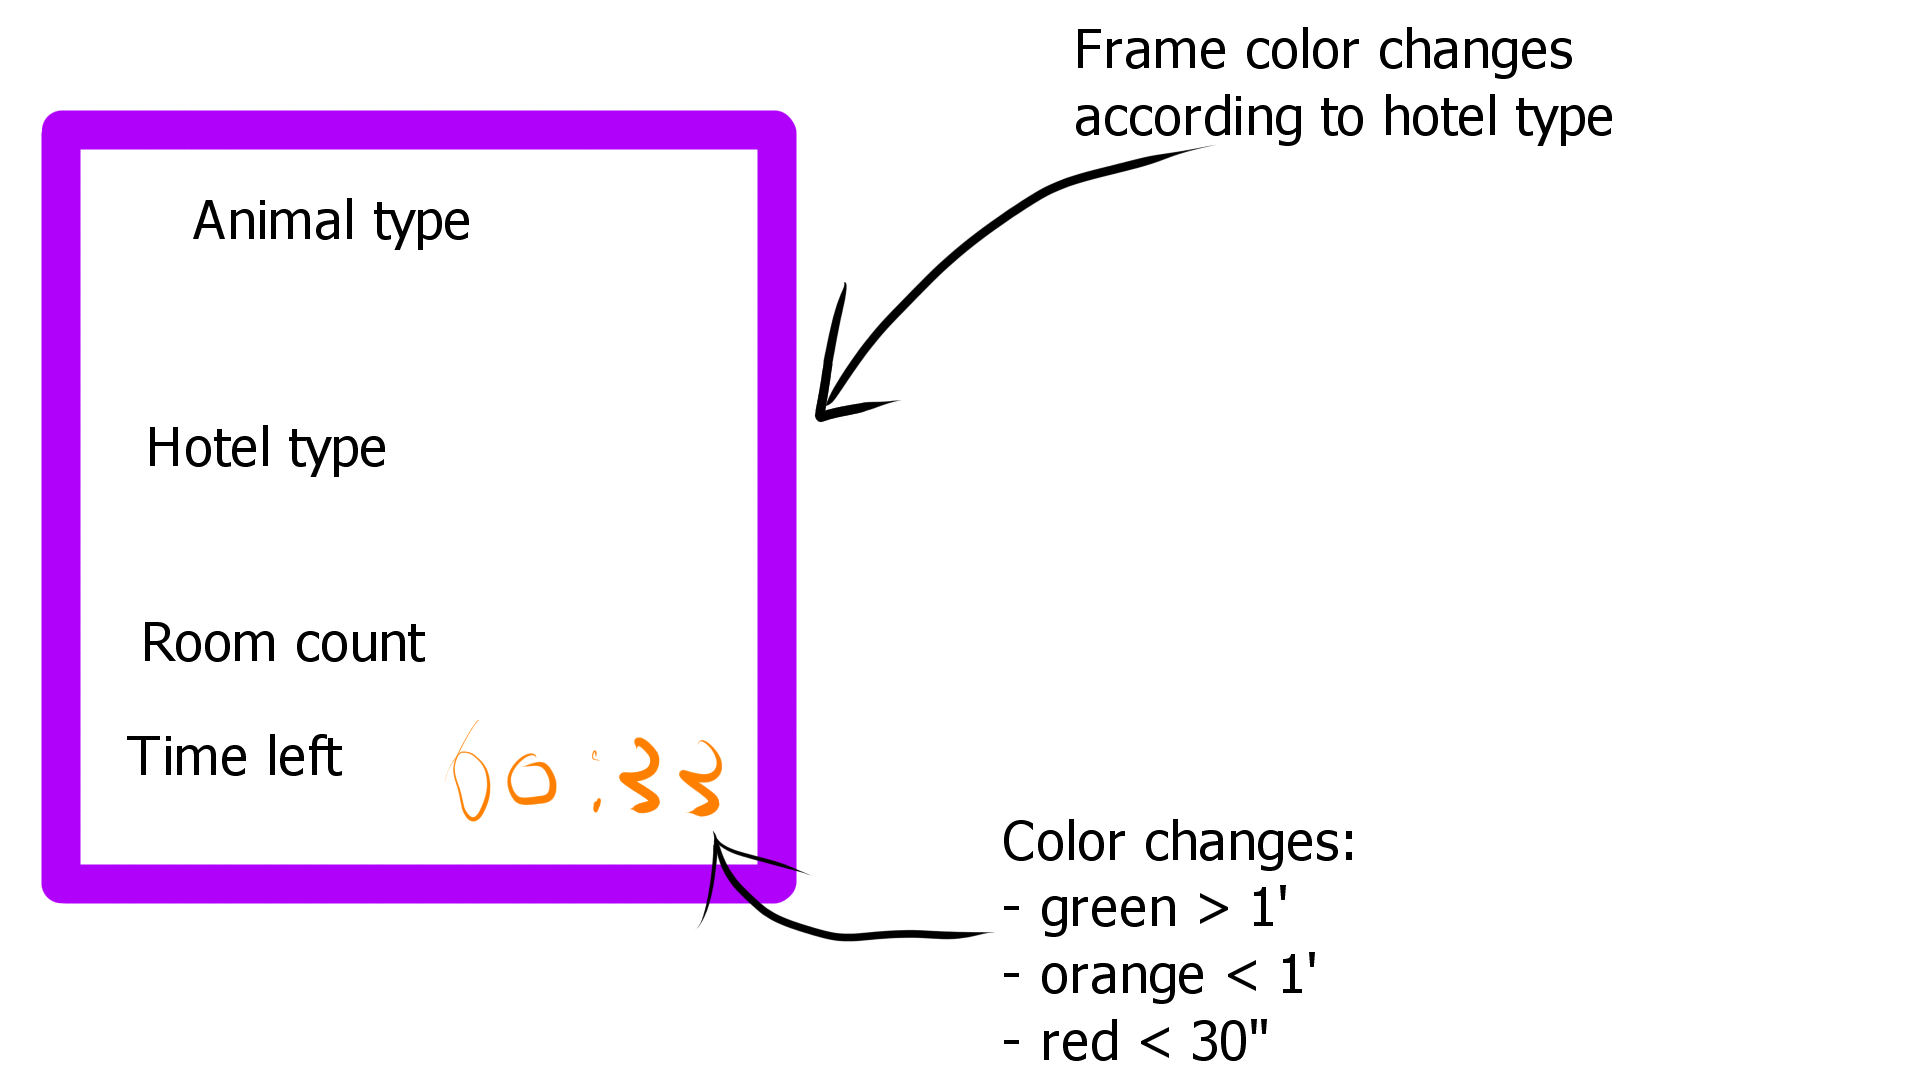 Frame color changes
according to hotel type
Animal type
Hotel type
Room count
Time left 00:33
Color changes:
- green > 1'
- orange < 1'
- red < 30"